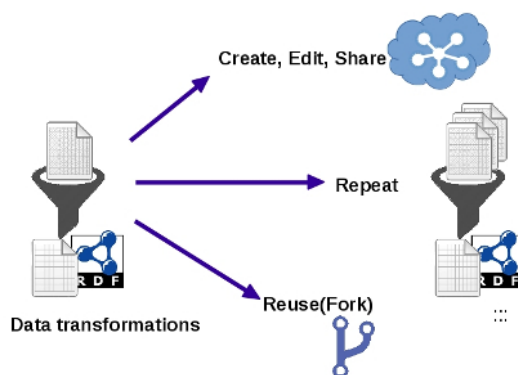 Create, Edit, Share
Repeat
RDF
RDF
Data transformations
Reuse(Fork)
:::